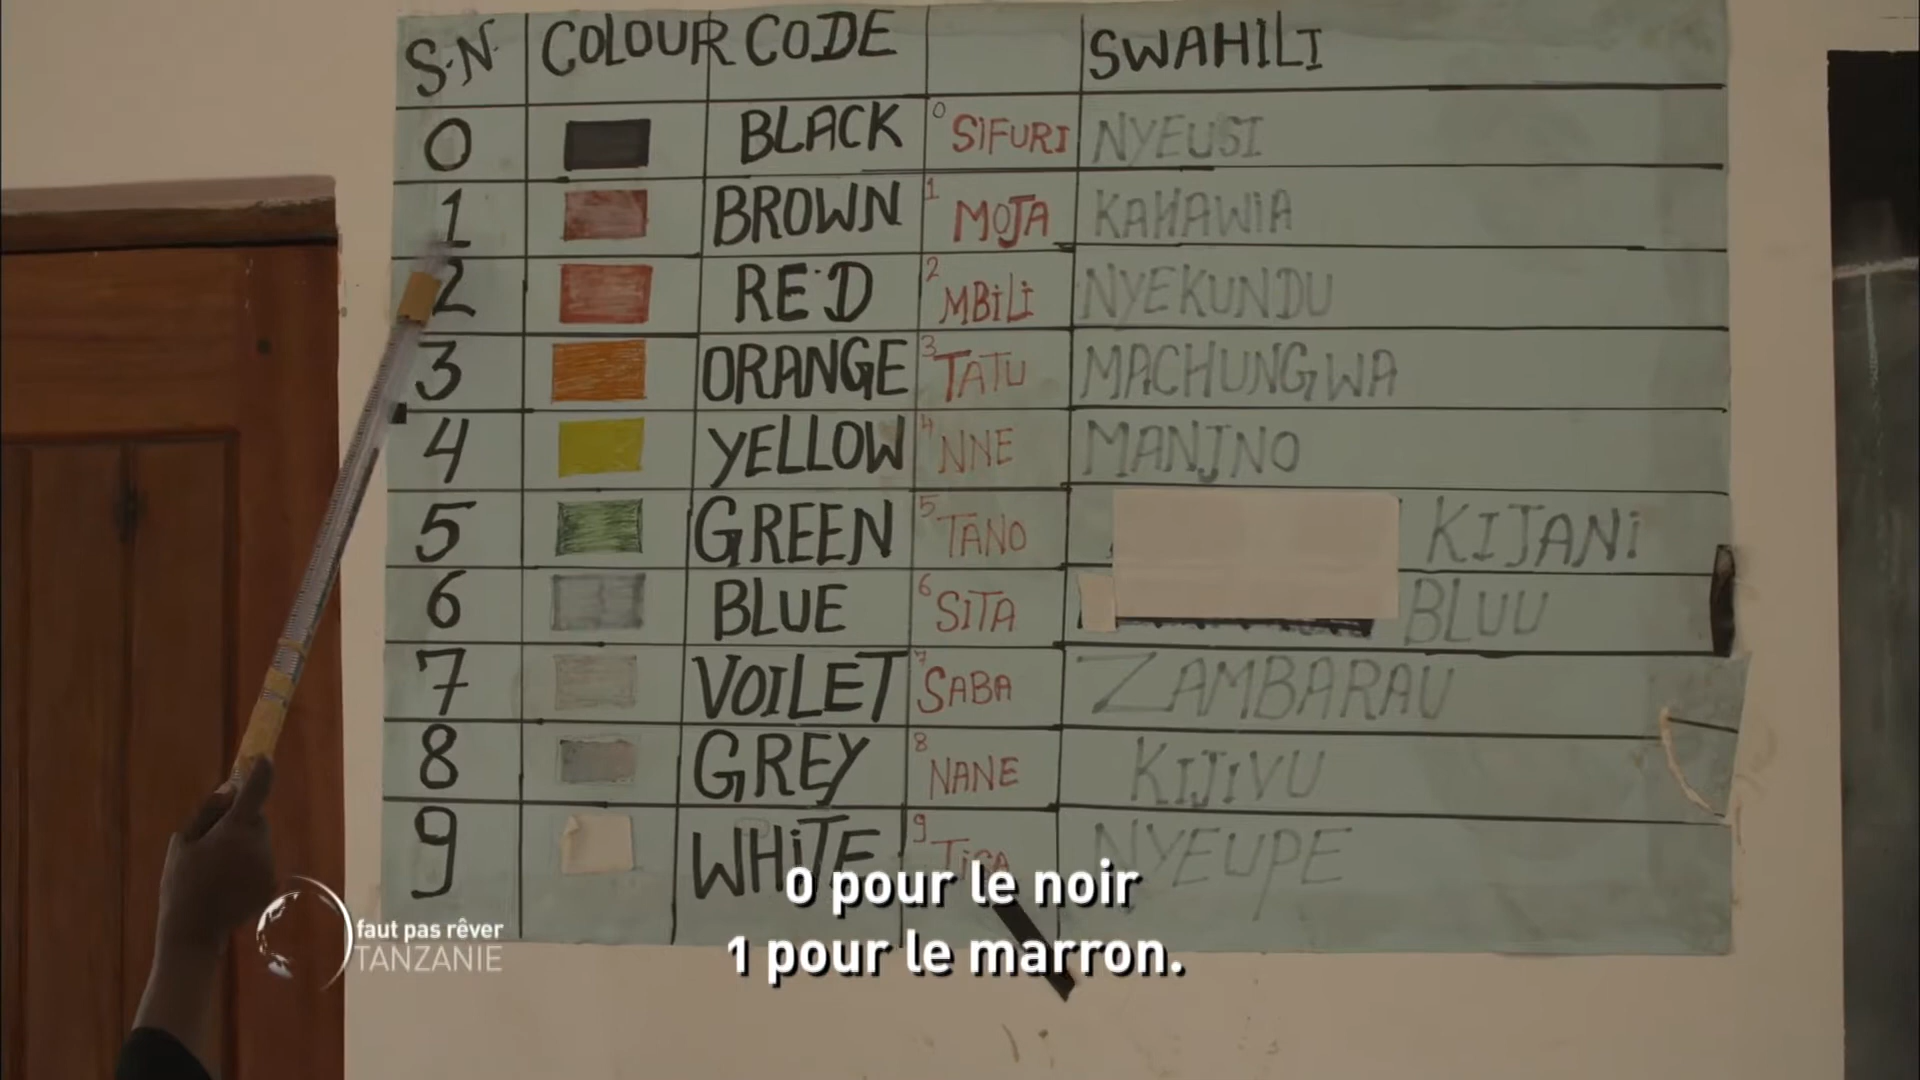 S.N COLOUR CODE SWAHILI
0 BLACK 0 SIFURI NYEUSI
1 BROWN 1 MOJA KAHAWIA
2 RED 2 MBILI NYEKUNDU
3 ORANGE 3 TATU MACHUNGWA
4 YELLOW 4 NNE MANJNO
5 GREEN 5 TANO KIJANI
6 BLUE 6 SITA BLUU
7 VOILET 7 SABA ZAMBARAU
8 GREY 8 NANE KIJIVU
9 WHITE 9 NYEUPE
0 pour le noir
1 pour le marron.
faut pas rêver
TANZANIE